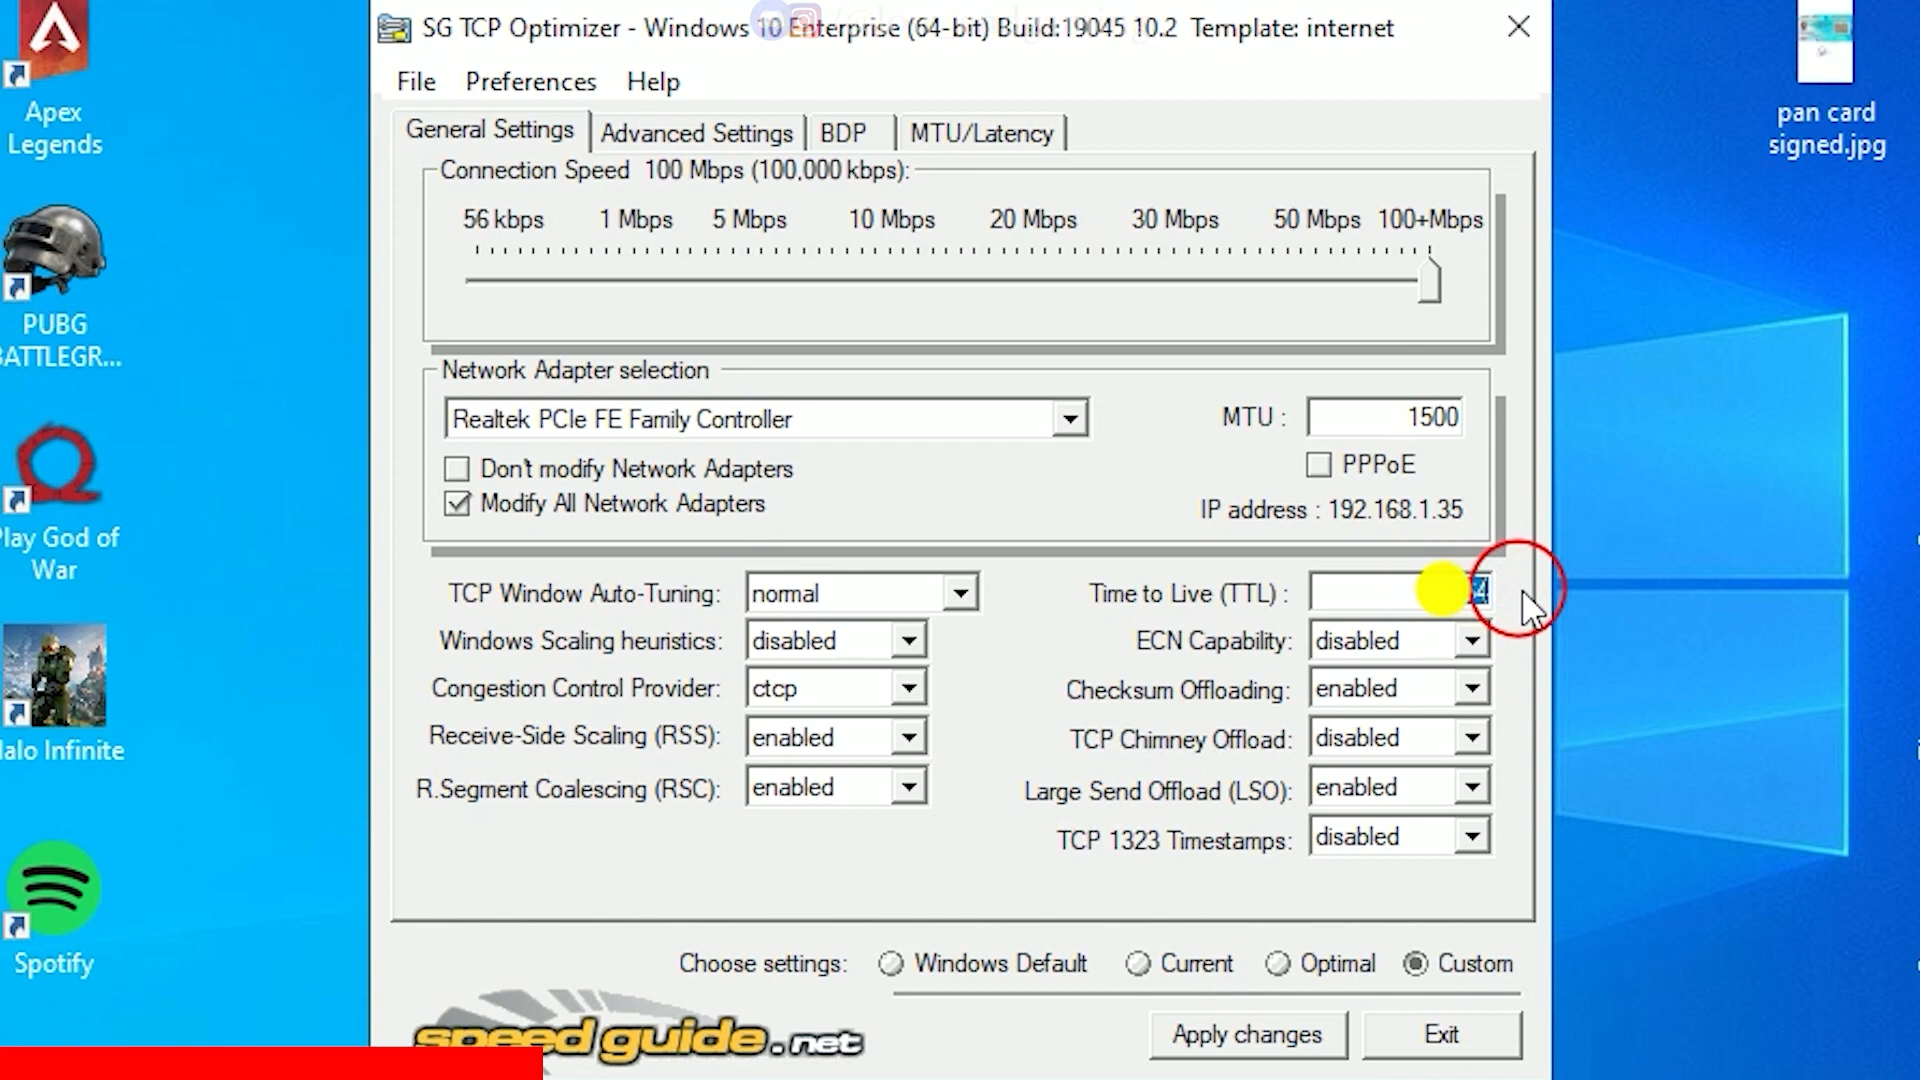 SG TCP Optimizer - Windows 10 Enterprise (64-bit) Build:19045 10.2 Template: internet
File Preferences Help
General Settings Advanced Settings BDP MTU/Latency
Connection Speed 100 Mbps (100,000 kbps):
56 kbps 1 Mbps 5 Mbps 10 Mbps 20 Mbps 30 Mbps 50 Mbps 100+Mbps
Network Adapter selection
Realtek PCIe FE Family Controller
MTU : 1500
Don't modify Network Adapters
PPPoE
Modify All Network Adapters
IP address : 192.168.1.35
TCP Window Auto-Tuning: normal
Time to Live (TTL) :
Windows Scaling heuristics: disabled
ECN Capability: disabled
Congestion Control Provider: ctcp
Checksum Offloading: enabled
Receive-Side Scaling (RSS): enabled
TCP Chimney Offload: disabled
R.Segment Coalescing (RSC): enabled
Large Send Offload (LSO): enabled
TCP 1323 Timestamps: disabled
Choose settings: Windows Default Current Optimal Custom
speedguide.net
Apply changes Exit
Apex
Legends
PUBG
BATTLEGR...
Play God of
War
Halo Infinite
Spotify
pan card
signed.jpg